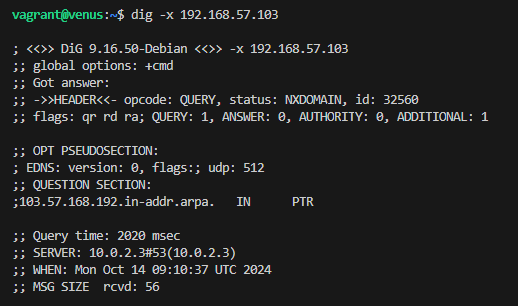 vagrant@venus:~$ dig -x 192.168.57.103
; <<>> DiG 9.16.50-Debian <<>> -x 192.168.57.103
;; global options: +cmd
;; Got answer:
;; ->>HEADER<<- opcode: QUERY, status: NXDOMAIN, id: 32560
;; flags: qr rd ra; QUERY: 1, ANSWER: 0, AUTHORITY: 0, ADDITIONAL: 1
;; OPT PSEUDOSECTION:
; EDNS: version: 0, flags:; udp: 512
;; QUESTION SECTION:
;103.57.168.192.in-addr.arpa. IN PTR
;; Query time: 2020 msec
;; SERVER: 10.0.2.3#53(10.0.2.3)
;; WHEN: Mon Oct 14 09:10:37 UTC 2024
;; MSG SIZE rcvd: 56